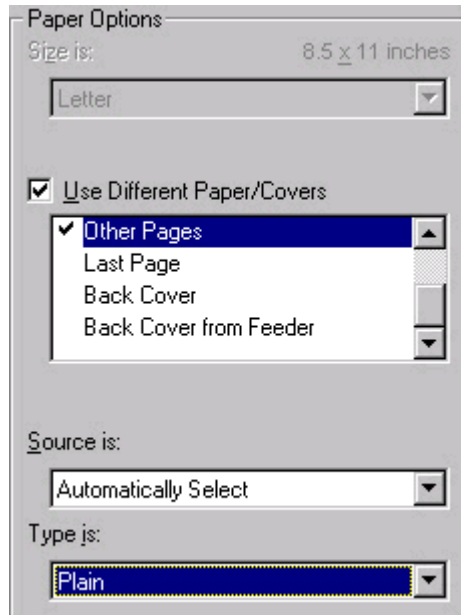 Paper Options
Size is: 8.5 x 11 inches
Letter
Use Different Paper/Covers
Other Pages
Last Page
Back Cover
Back Cover from Feeder
Source is:
Automatically Select
Type is:
Plain